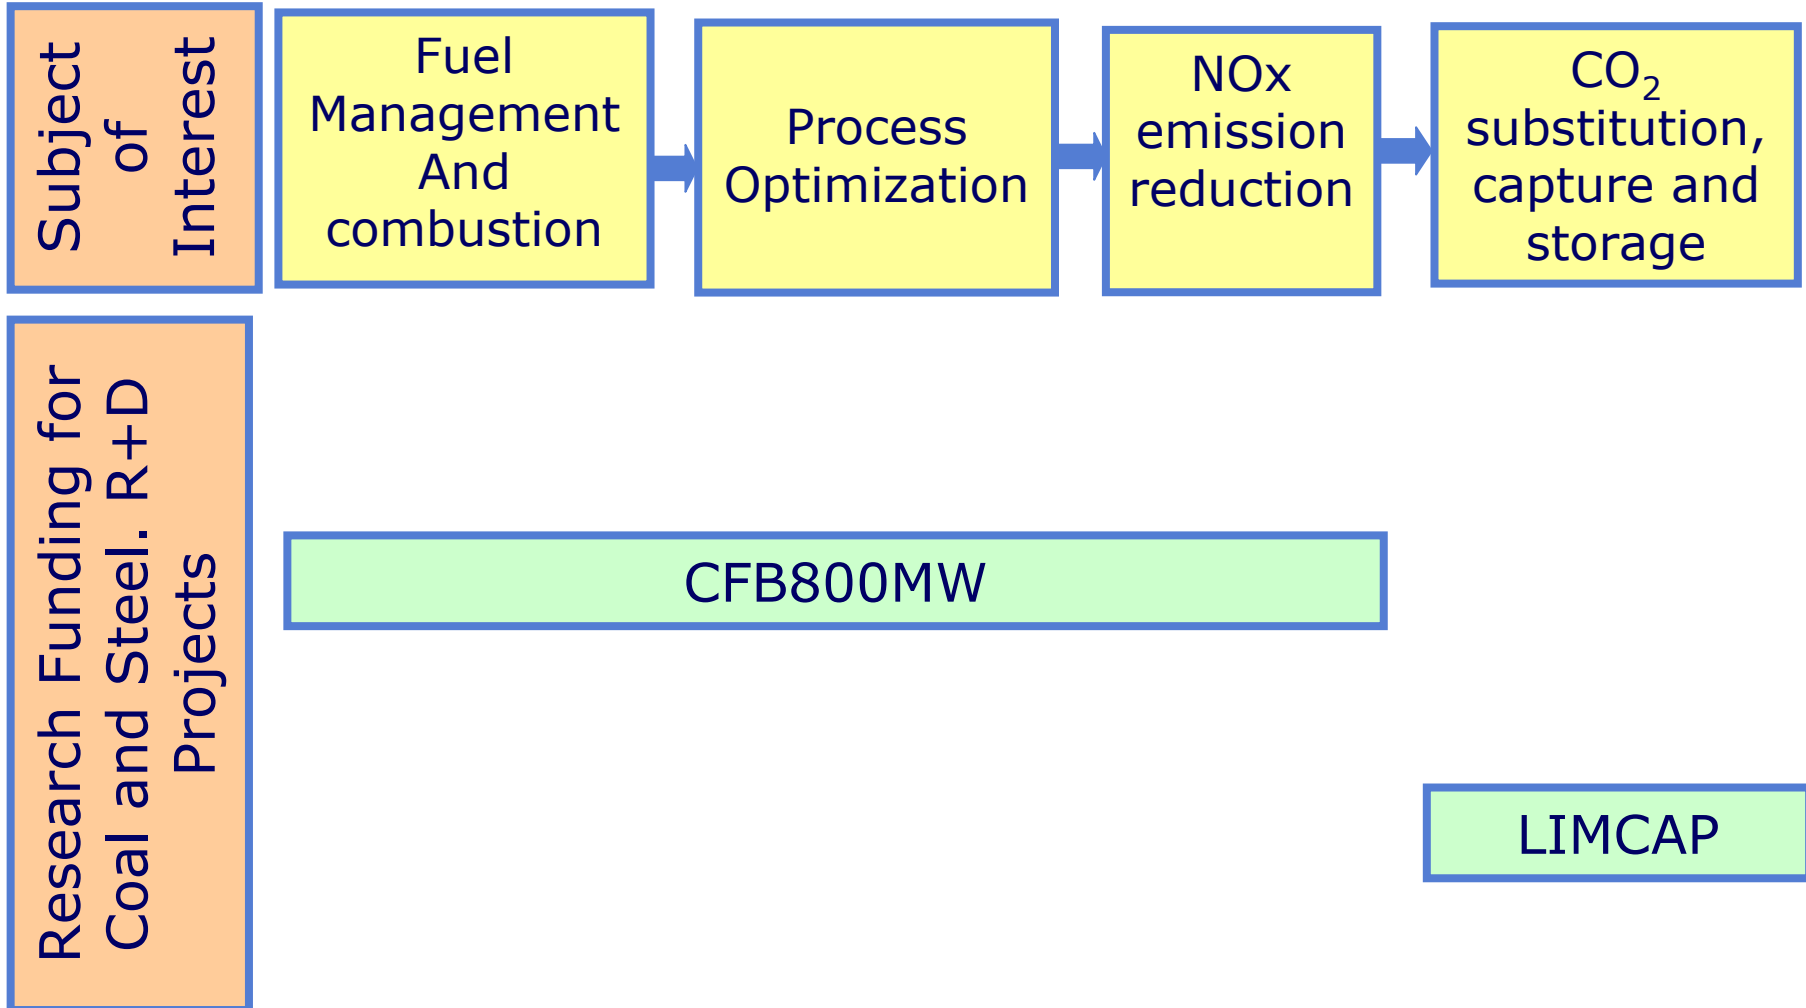 Subject
of
Interest
Fuel
Management
And
combustion
Process
Optimization
NOx
emission
reduction
CO₂
substitution,
capture and
storage
Research Funding for
Coal and Steel. R+D
Projects
CFB800MW
LIMCAP